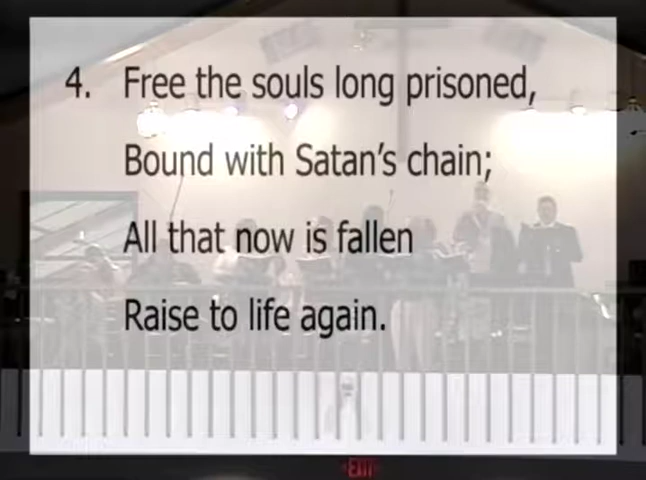 4. Free the souls long prisoned,
Bound with Satan's chain;
All that now is fallen
Raise to life again.
EXIT